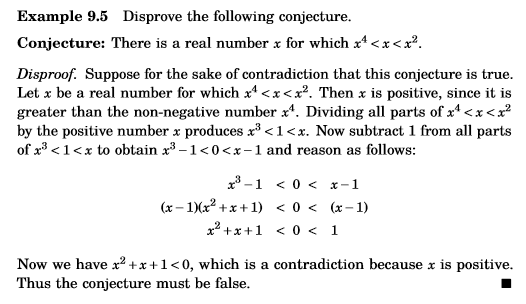 Example 9.5 Disprove the following conjecture.
Conjecture: There is a real number x for which x⁴ < x < x².
Disproof. Suppose for the sake of contradiction that this conjecture is true.
Let x be a real number for which x⁴ < x < x². Then x is positive, since it is
greater than the non-negative number x⁴. Dividing all parts of x⁴ < x < x²
by the positive number x produces x³ < 1 < x. Now subtract 1 from all parts
of x³ < 1 < x to obtain x³ − 1 < 0 < x − 1 and reason as follows:
x³ − 1 < 0 < x − 1
(x − 1)(x² + x + 1) < 0 < (x − 1)
x² + x + 1 < 0 < 1
Now we have x² + x + 1 < 0, which is a contradiction because x is positive.
Thus the conjecture must be false. ■